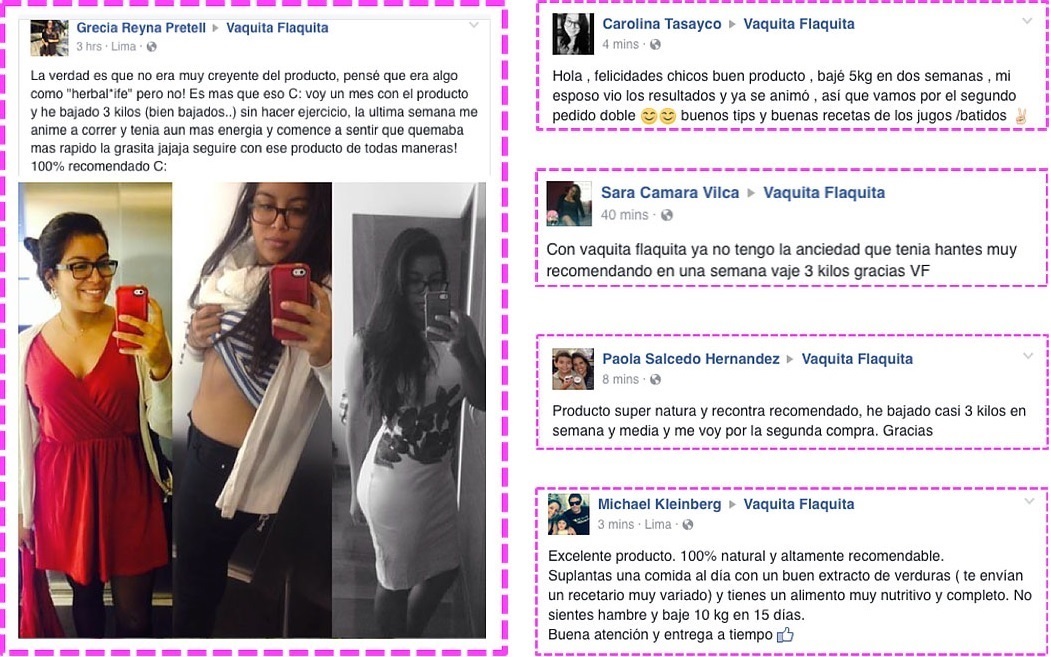 Grecia Reyna Pretell ▸ Vaquita Flaquita
3 hrs · Lima ·
La verdad es que no era muy creyente del producto, pensé que era algo
como "herbal*ife" pero no! Es mas que eso C: voy un mes con el producto
y he bajado 3 kilos (bien bajados..) sin hacer ejercicio, la ultima semana me
anime a correr y tenia aun mas energia y comence a sentir que quemaba
mas rapido la grasita jajaja seguire con ese producto de todas maneras!
100% recomendado C:
Carolina Tasayco ▸ Vaquita Flaquita
4 mins ·
Hola , felicidades chicos buen producto , bajé 5kg en dos semanas , mi
esposo vio los resultados y ya se animó , así que vamos por el segundo
pedido doble 😊😊 buenos tips y buenas recetas de los jugos /batidos ✌🏻
Sara Camara Vilca ▸ Vaquita Flaquita
40 mins ·
Con vaquita flaquita ya no tengo la anciedad que tenia hantes muy
recomendando en una semana vaje 3 kilos gracias VF
Paola Salcedo Hernandez ▸ Vaquita Flaquita
8 mins ·
Producto super natura y recontra recomendado, he bajado casi 3 kilos en
semana y media y me voy por la segunda compra. Gracias
Michael Kleinberg ▸ Vaquita Flaquita
3 mins · Lima ·
Excelente producto. 100% natural y altamente recomendable.
Suplantas una comida al día con un buen extracto de verduras ( te envían
un recetario muy variado) y tienes un alimento muy nutritivo y completo. No
sientes hambre y baje 10 kg en 15 dias.
Buena atención y entrega a tiempo 👍